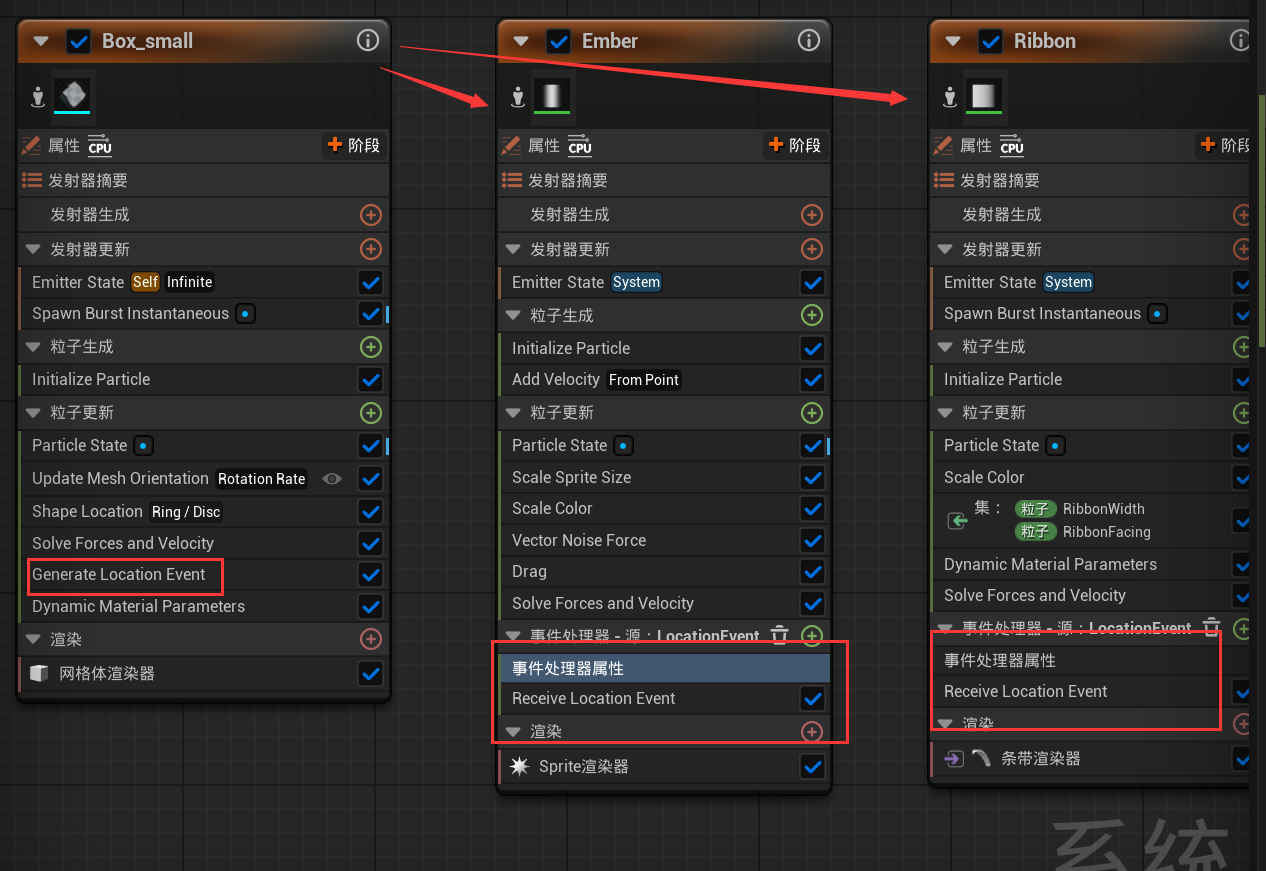 Box_small
属性 CPU 阶段
发射器摘要
发射器生成
发射器更新
Emitter State Self Infinite
Spawn Burst Instantaneous
粒子生成
Initialize Particle
粒子更新
Particle State
Update Mesh Orientation Rotation Rate
Shape Location Ring / Disc
Solve Forces and Velocity
Generate Location Event
Dynamic Material Parameters
渲染
网格体渲染器
Ember
属性 CPU 阶段
发射器摘要
发射器生成
发射器更新
Emitter State System
粒子生成
Initialize Particle
Add Velocity From Point
粒子更新
Particle State
Scale Sprite Size
Scale Color
Vector Noise Force
Drag
Solve Forces and Velocity
事件处理器 - 源：LocationEvent
事件处理器属性
Receive Location Event
渲染
Sprite渲染器
Ribbon
属性 CPU 阶段
发射器摘要
发射器生成
发射器更新
Emitter State System
Spawn Burst Instantaneous
粒子生成
Initialize Particle
粒子更新
Particle State
Scale Color
集： 粒子 RibbonWidth
粒子 RibbonFacing
Dynamic Material Parameters
Solve Forces and Velocity
事件处理器 - 源：LocationEvent
事件处理器属性
Receive Location Event
渲染
条带渲染器
系统